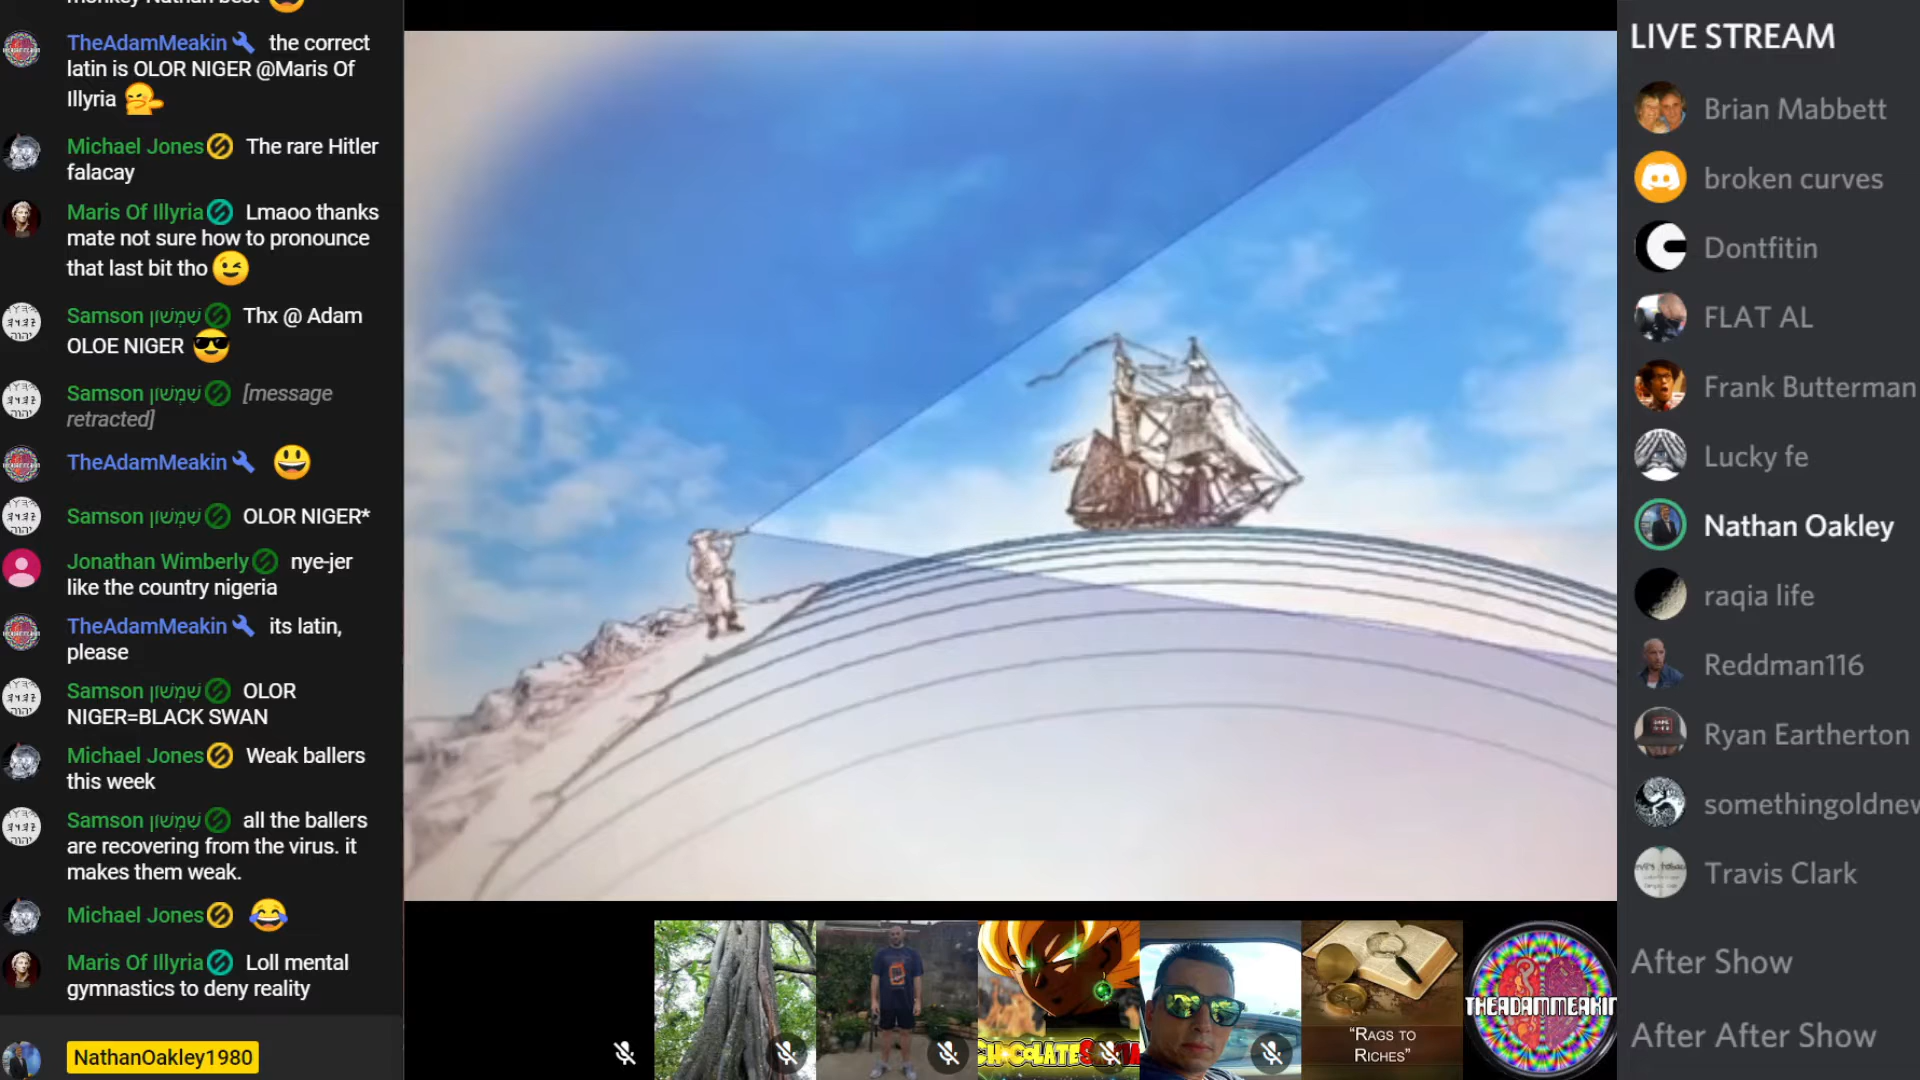 monkey Nathan best
TheAdamMeakin the correct
latin is OLOR NIGER @Maris Of
Illyria
Michael Jones The rare Hitler
falacay
Maris Of Illyria Lmaoo thanks
mate not sure how to pronounce
that last bit tho
Samson שִׁמְשׁוֹן Thx @ Adam
OLOE NIGER
Samson שִׁמְשׁוֹן [message
retracted]
TheAdamMeakin
Samson שִׁמְשׁוֹן OLOR NIGER*
Jonathan Wimberly nye-jer
like the country nigeria
TheAdamMeakin its latin,
please
Samson שִׁמְשׁוֹן OLOR
NIGER=BLACK SWAN
Michael Jones Weak ballers
this week
Samson שִׁמְשׁוֹן all the ballers
are recovering from the virus. it
makes them weak.
Michael Jones
Maris Of Illyria Loll mental
gymnastics to deny reality
NathanOakley1980
"RAGS TO
RICHES"
THEADAMMEAKIN
LIVE STREAM
Brian Mabbett
broken curves
Dontfitin
FLAT AL
Frank Butterman
Lucky fe
Nathan Oakley
raqia life
Reddman116
Ryan Eartherton
somethingoldnew
Travis Clark
After Show
After After Show